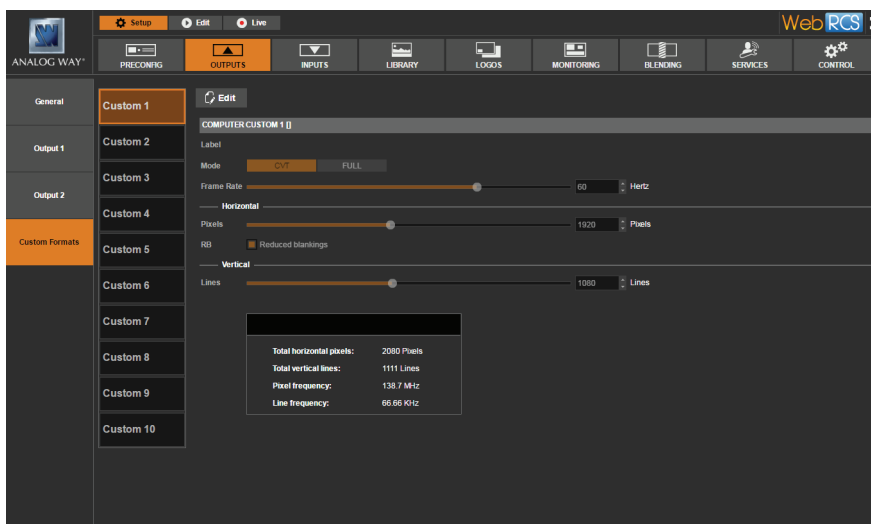 Setup Edit Live
Web RCS
ANALOG WAY®
PRECONFIG OUTPUTS INPUTS LIBRARY LOGOS MONITORING BLENDING SERVICES CONTROL
General
Output 1
Output 2
Custom Formats
Custom 1
Custom 2
Custom 3
Custom 4
Custom 5
Custom 6
Custom 7
Custom 8
Custom 9
Custom 10
Edit
COMPUTER CUSTOM 1 []
Label
Mode CVT FULL
Frame Rate 60 Hertz
Horizontal
Pixels 1920 Pixels
RB Reduced blankings
Vertical
Lines 1080 Lines
Total horizontal pixels: 2080 Pixels
Total vertical lines: 1111 Lines
Pixel frequency: 138.7 MHz
Line frequency: 66.66 KHz